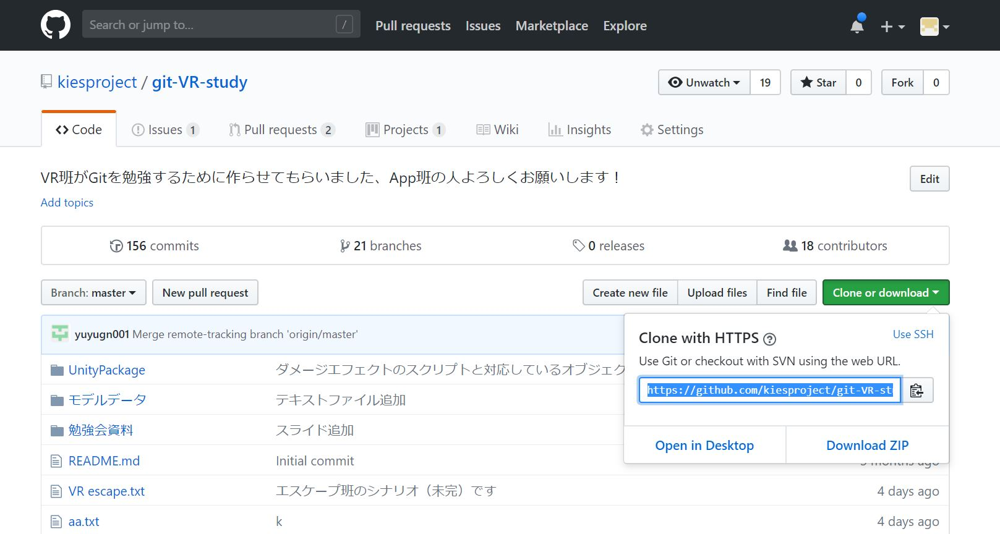 Search or jump to... /
Pull requests Issues Marketplace Explore
kiesproject / git-VR-study
Unwatch 19 Star 0 Fork 0
Code Issues 1 Pull requests 2 Projects 1 Wiki Insights Settings
VR班がGitを勉強するために作らせてもらいました、App班の人よろしくお願いします！
Edit
Add topics
156 commits 21 branches 0 releases 18 contributors
Branch: master New pull request Create new file Upload files Find file Clone or download
yuyugn001 Merge remote-tracking branch 'origin/master'
Clone with HTTPS ?
Use SSH
Use Git or checkout with SVN using the web URL.
https://github.com/kiesproject/git-VR-st
Open in Desktop Download ZIP
UnityPackage ダメージエフェクトのスクリプトと対応しているオブジェク
モデルデータ テキストファイル追加
勉強会資料 スライド追加
README.md Initial commit months ago
VR escape.txt エスケープ班のシナリオ（未完）です 4 days ago
aa.txt k 4 days ago